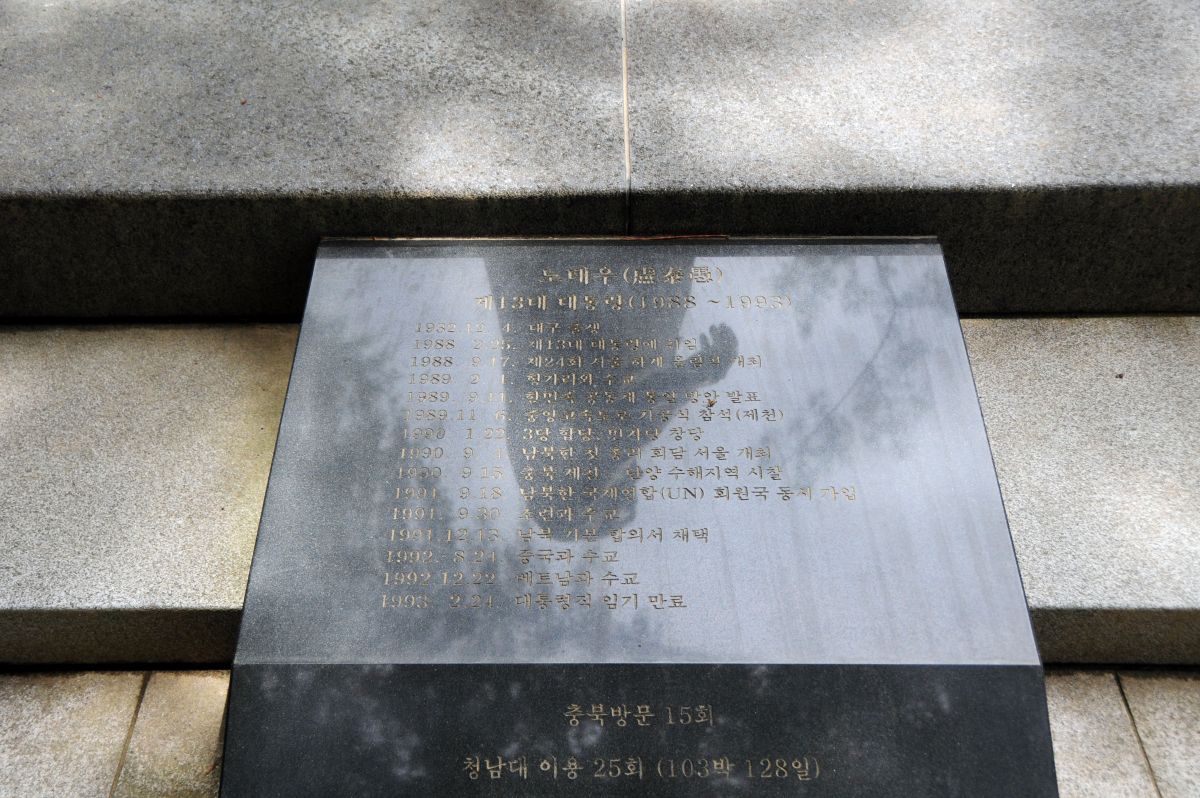 노태우(盧泰愚)
제13대 대통령(1988 ~1993)
1932.12. 4. 대구 출생
1988. 2.25. 제13대 대통령에 취임
1988. 9.17. 제24회 서울 하계 올림픽 개최
1989. 2. 1. 헝가리와 수교
1989. 9.11. 한민족 공동체 통일 방안 발표
1989.11. 6. 중앙고속도로 기공식 참석(제천)
1990. 1.22. 3당 합당, 민자당 창당
1990. 9. 4. 남북한 첫 총리 회담 서울 개최
1990. 9.15. 충북 제천 단양 수해지역 시찰
1991. 9.18. 남북한 국제연합(UN) 회원국 동시 가입
1991. 9.30. 소련과 수교
1991.12.13. 남북 기본 합의서 채택
1992. 8.24. 중국과 수교
1992.12.22. 베트남과 수교
1993. 2.24. 대통령직 임기 만료
충북방문 15회
청남대 이용 25회 (103박 128일)